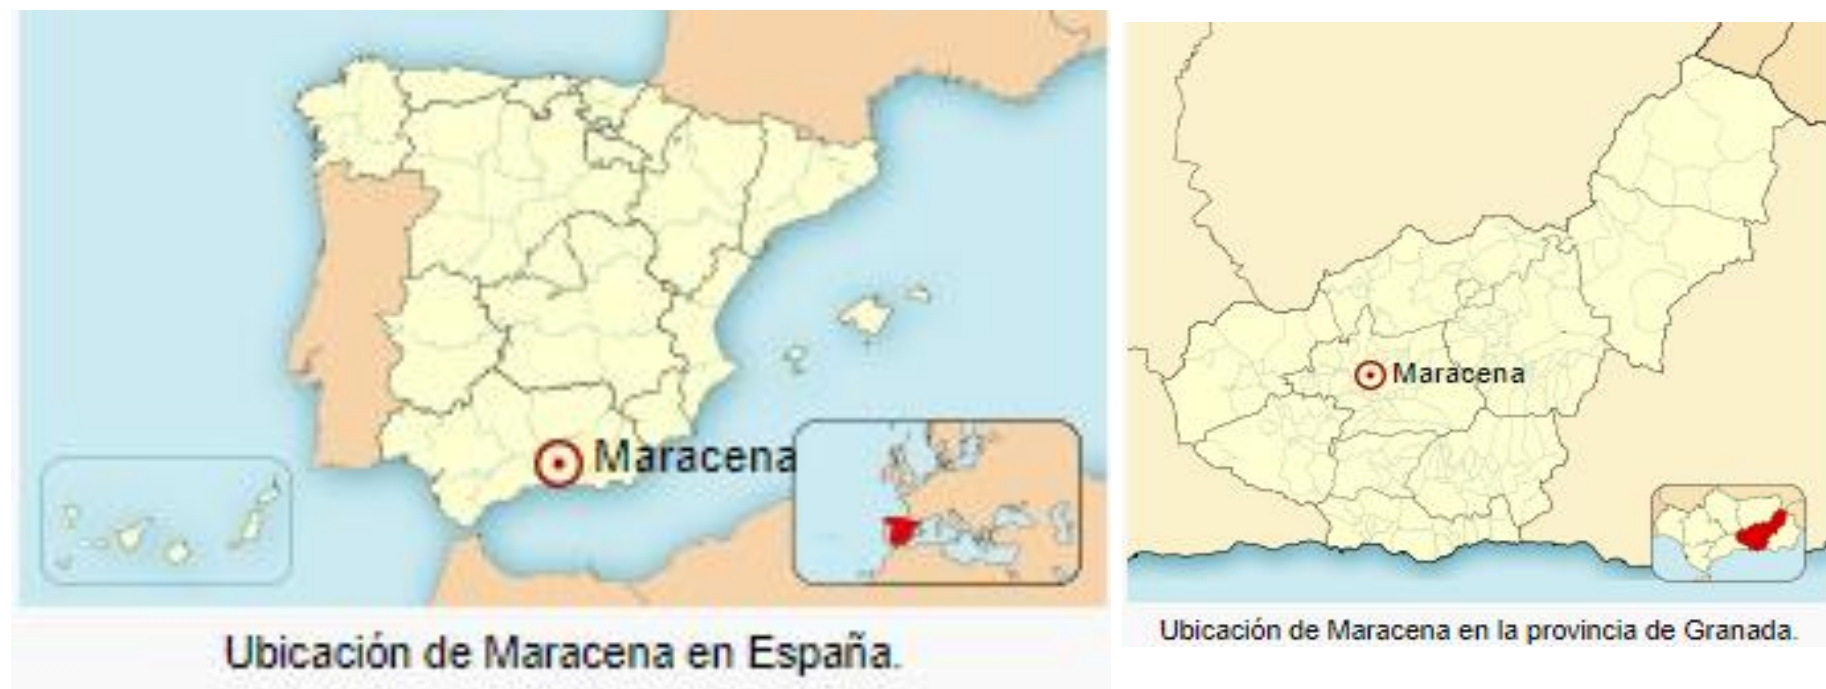 Maracena
Ubicación de Maracena en España.
Maracena
Ubicación de Maracena en la provincia de Granada.